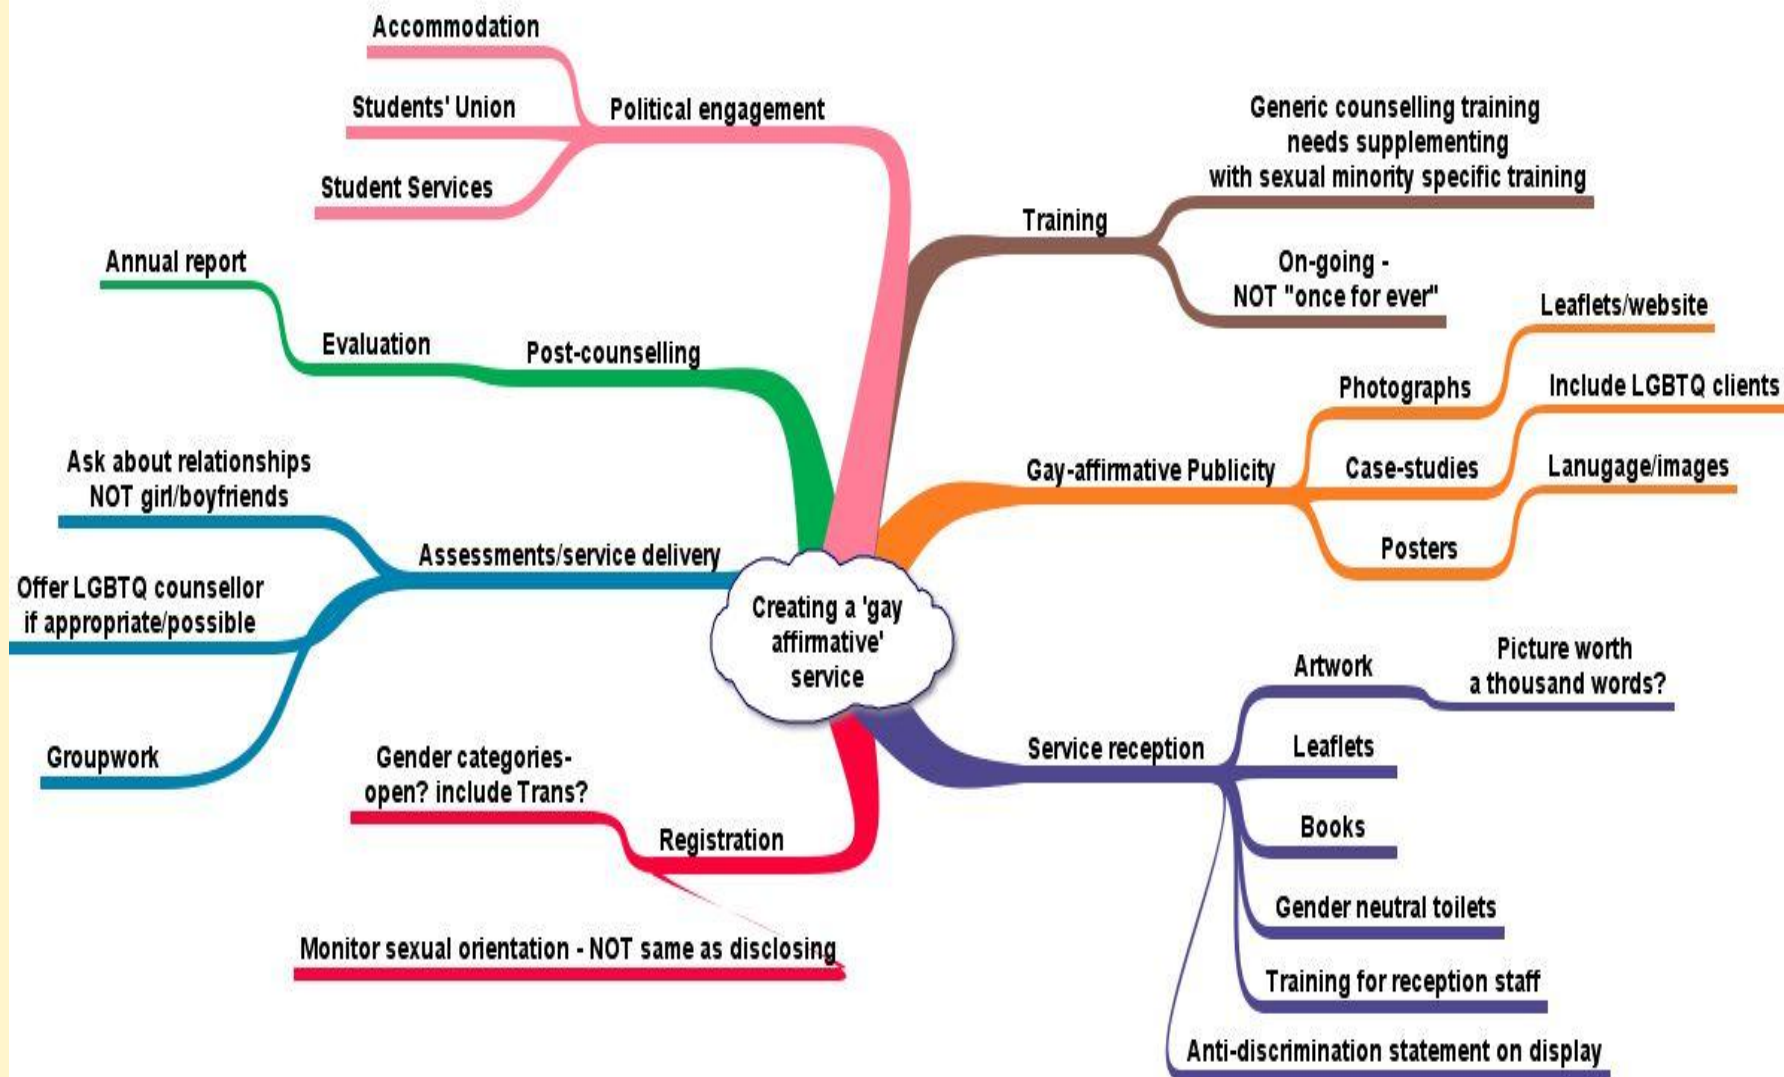 Accommodation
Students' Union
Political engagement
Student Services
Annual report
Evaluation
Post-counselling
Ask about relationships
NOT girl/boyfriends
Assessments/service delivery
Offer LGBTQ counsellor
if appropriate/possible
Groupwork
Creating a 'gay
affirmative'
service
Gender categories-
open? include Trans?
Registration
Monitor sexual orientation - NOT same as disclosing
Training
Generic counselling training
needs supplementing
with sexual minority specific training
On-going -
NOT "once for ever"
Gay-affirmative Publicity
Photographs
Leaflets/website
Case-studies
Include LGBTQ clients
Posters
Lanugage/images
Service reception
Artwork
Picture worth
a thousand words?
Leaflets
Books
Gender neutral toilets
Training for reception staff
Anti-discrimination statement on display